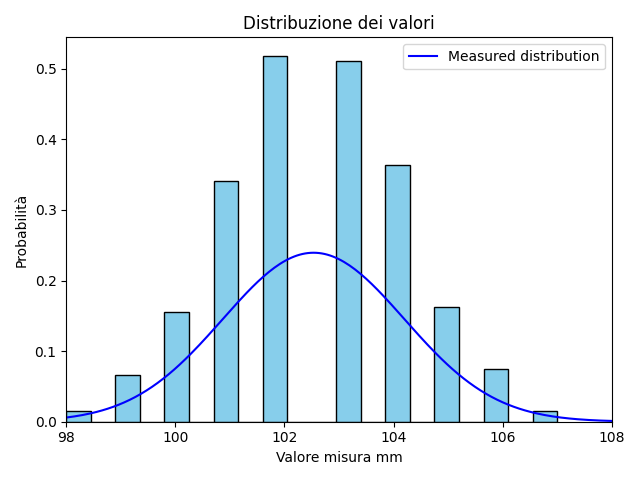 Distribuzione dei valori
Measured distribution
Probabilità
0.5
0.4
0.3
0.2
0.1
0.0
98 100 102 104 106 108
Valore misura mm